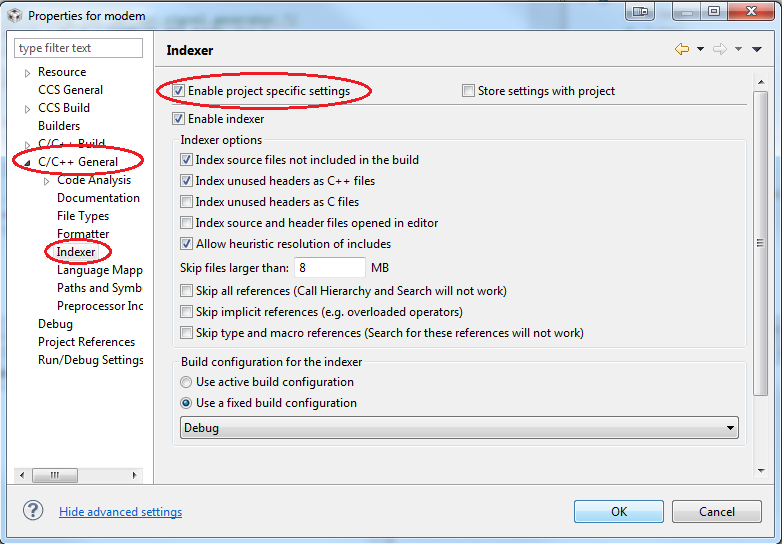 Properties for modem
type filter text
Resource
CCS General
CCS Build
Builders
C/C++ Build
C/C++ General
Code Analysis
Documentation
File Types
Formatter
Indexer
Language Mapp
Paths and Symb
Preprocessor Inc
Debug
Project References
Run/Debug Settings
Indexer
Enable project specific settings
Store settings with project
Enable indexer
Indexer options
Index source files not included in the build
Index unused headers as C++ files
Index unused headers as C files
Index source and header files opened in editor
Allow heuristic resolution of includes
Skip files larger than: 8 MB
Skip all references (Call Hierarchy and Search will not work)
Skip implicit references (e.g. overloaded operators)
Skip type and macro references (Search for these references will not work)
Build configuration for the indexer
Use active build configuration
Use a fixed build configuration
Debug
Hide advanced settings
OK
Cancel